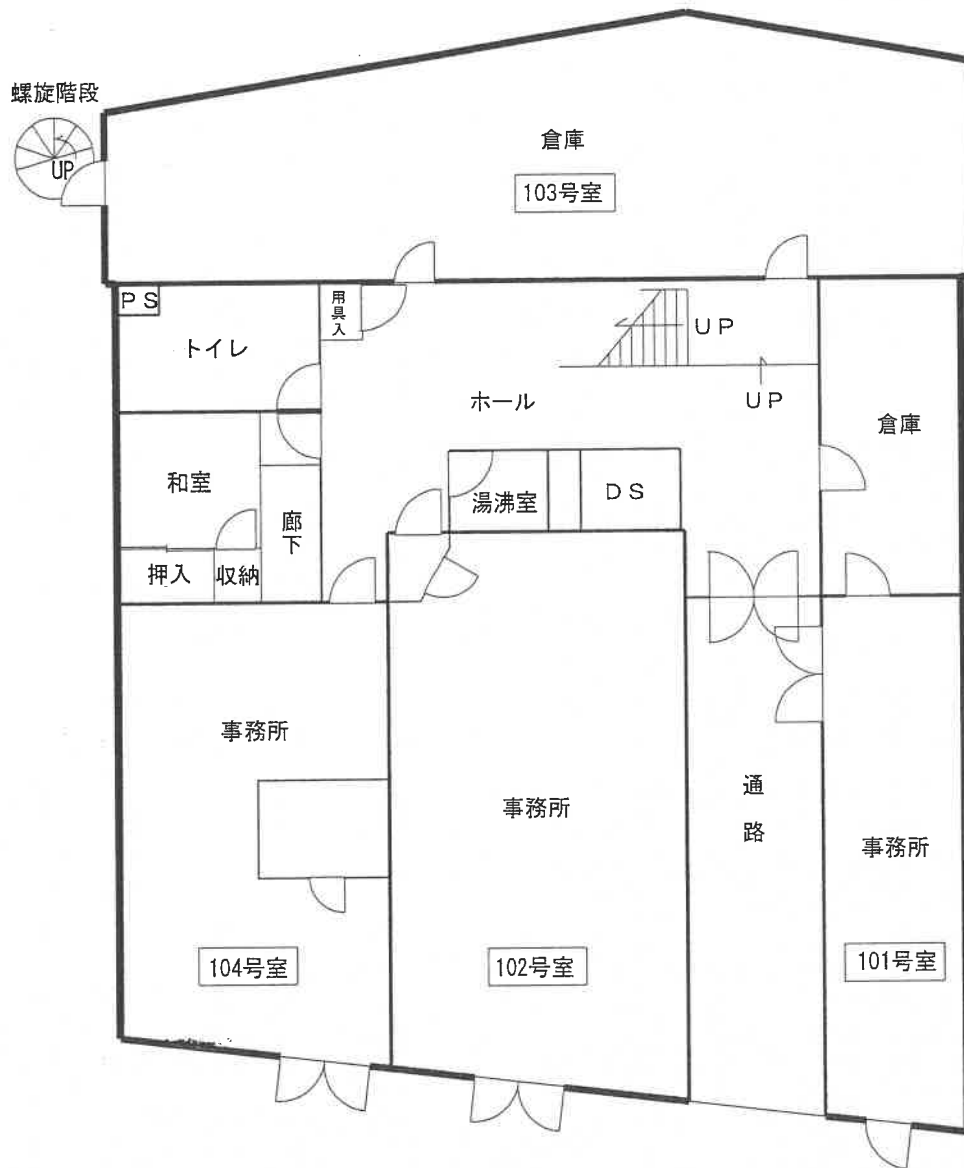 螺旋階段
UP
倉庫
103号室
PS
用具入
トイレ
UP
UP
ホール
倉庫
和室
湯沸室
DS
廊下
押入
収納
事務所
事務所
通路
事務所
104号室
102号室
101号室